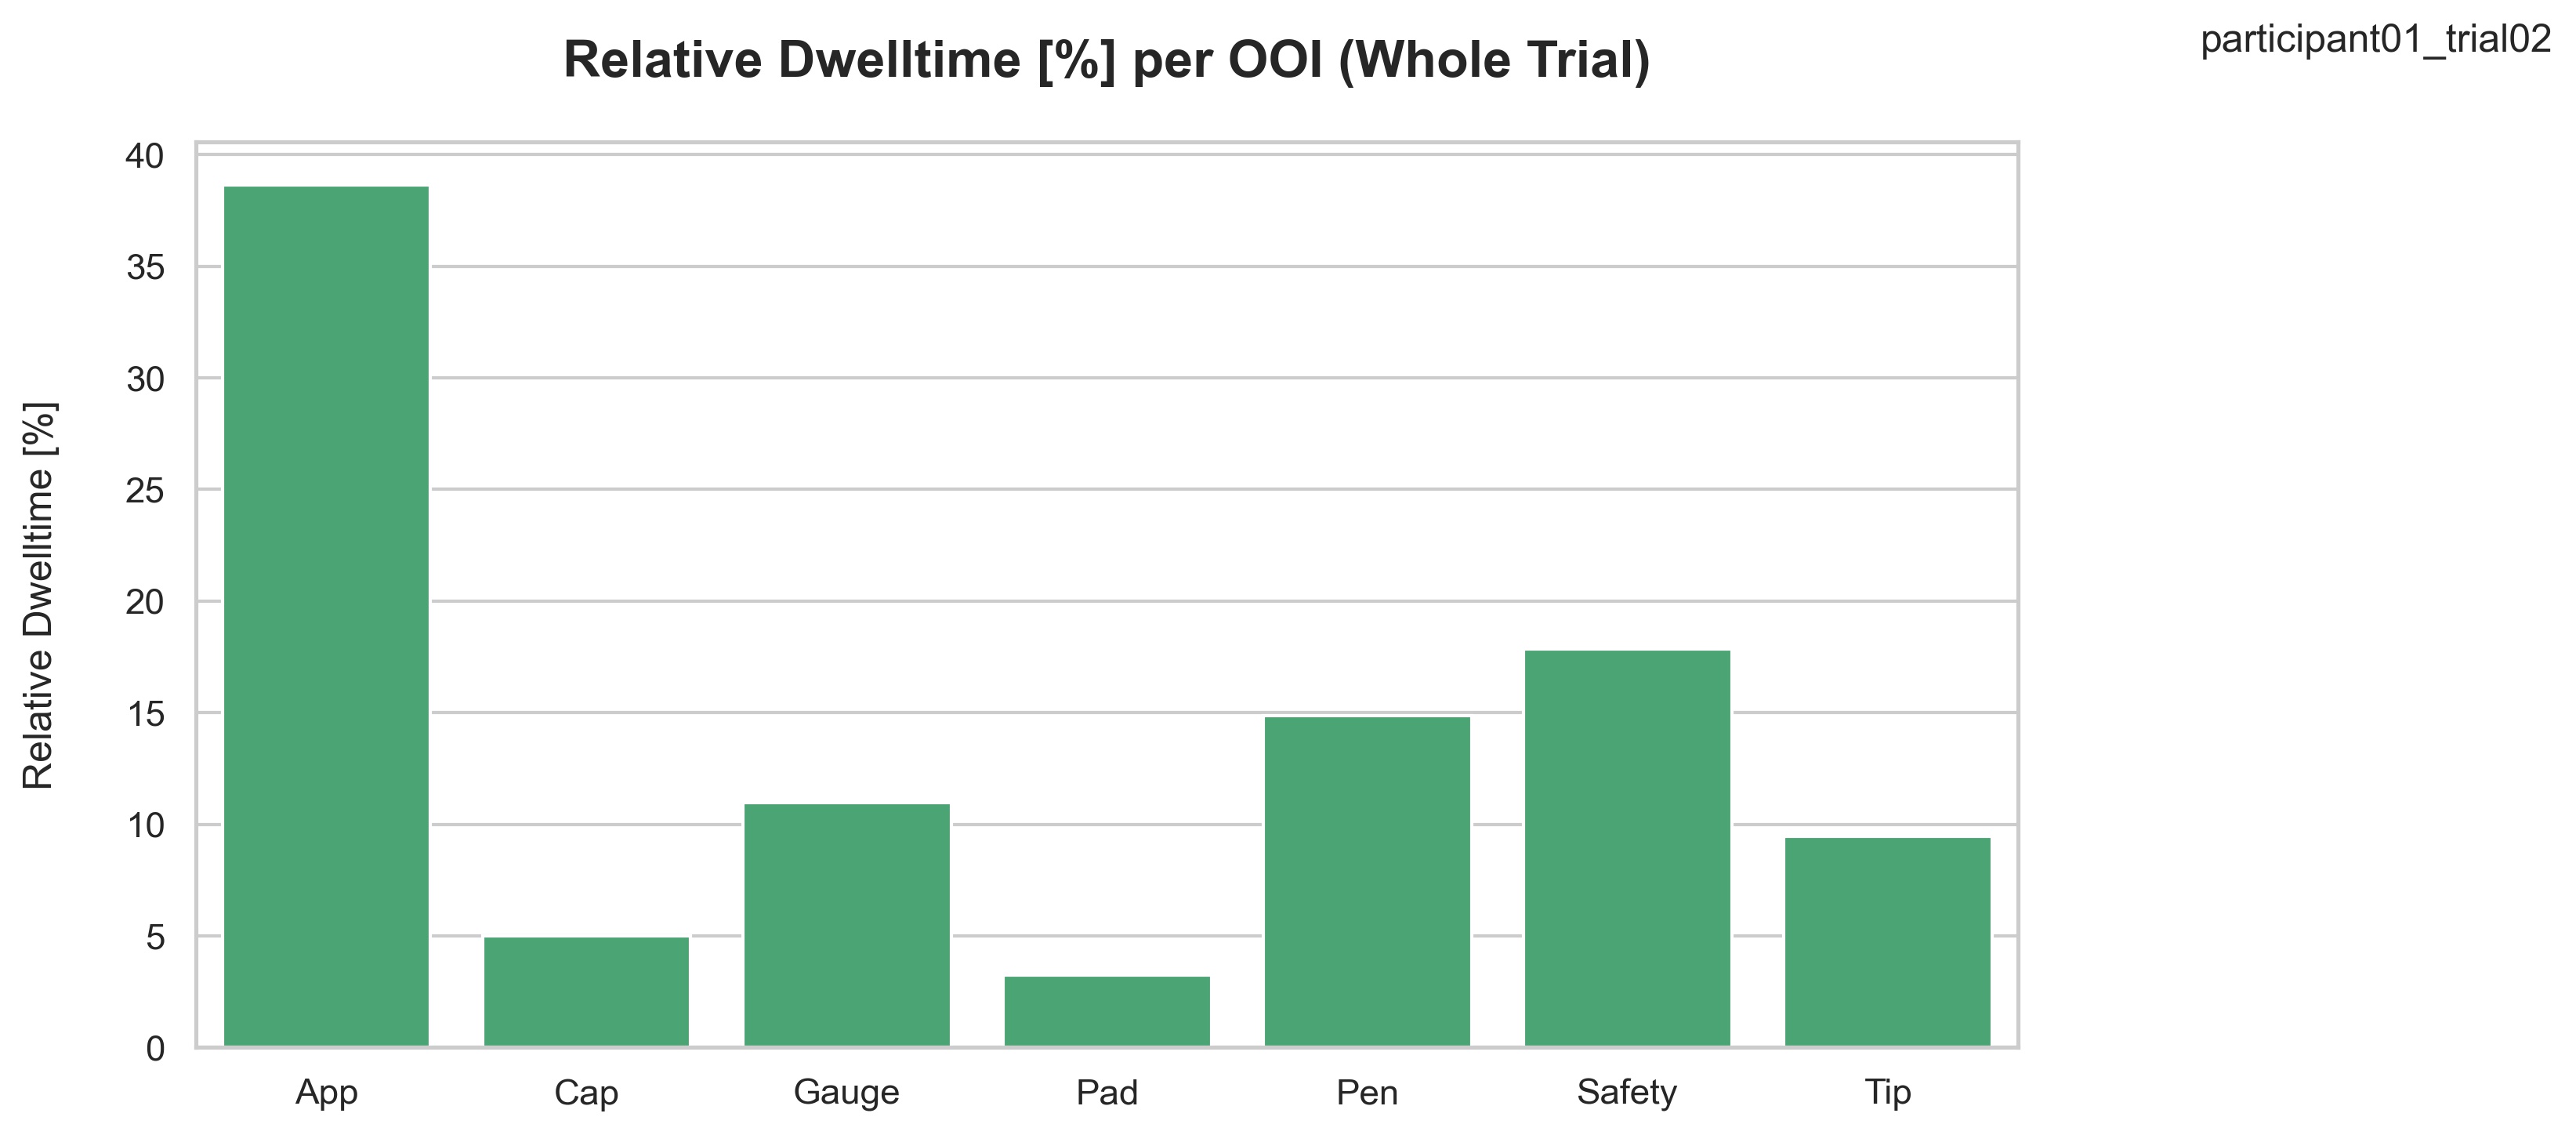 participant01_trial02
Relative Dwelltime [%] per OOI (Whole Trial)
Relative Dwelltime [%]
40
35
30
25
20
15
10
5
0
App Cap Gauge Pad Pen Safety Tip